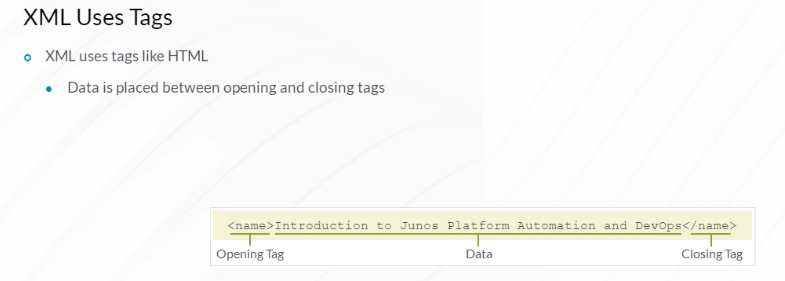 XML Uses Tags
XML uses tags like HTML
Data is placed between opening and closing tags
<name>Introduction to Junos Platform Automation and DevOps</name>
Opening Tag Data Closing Tag